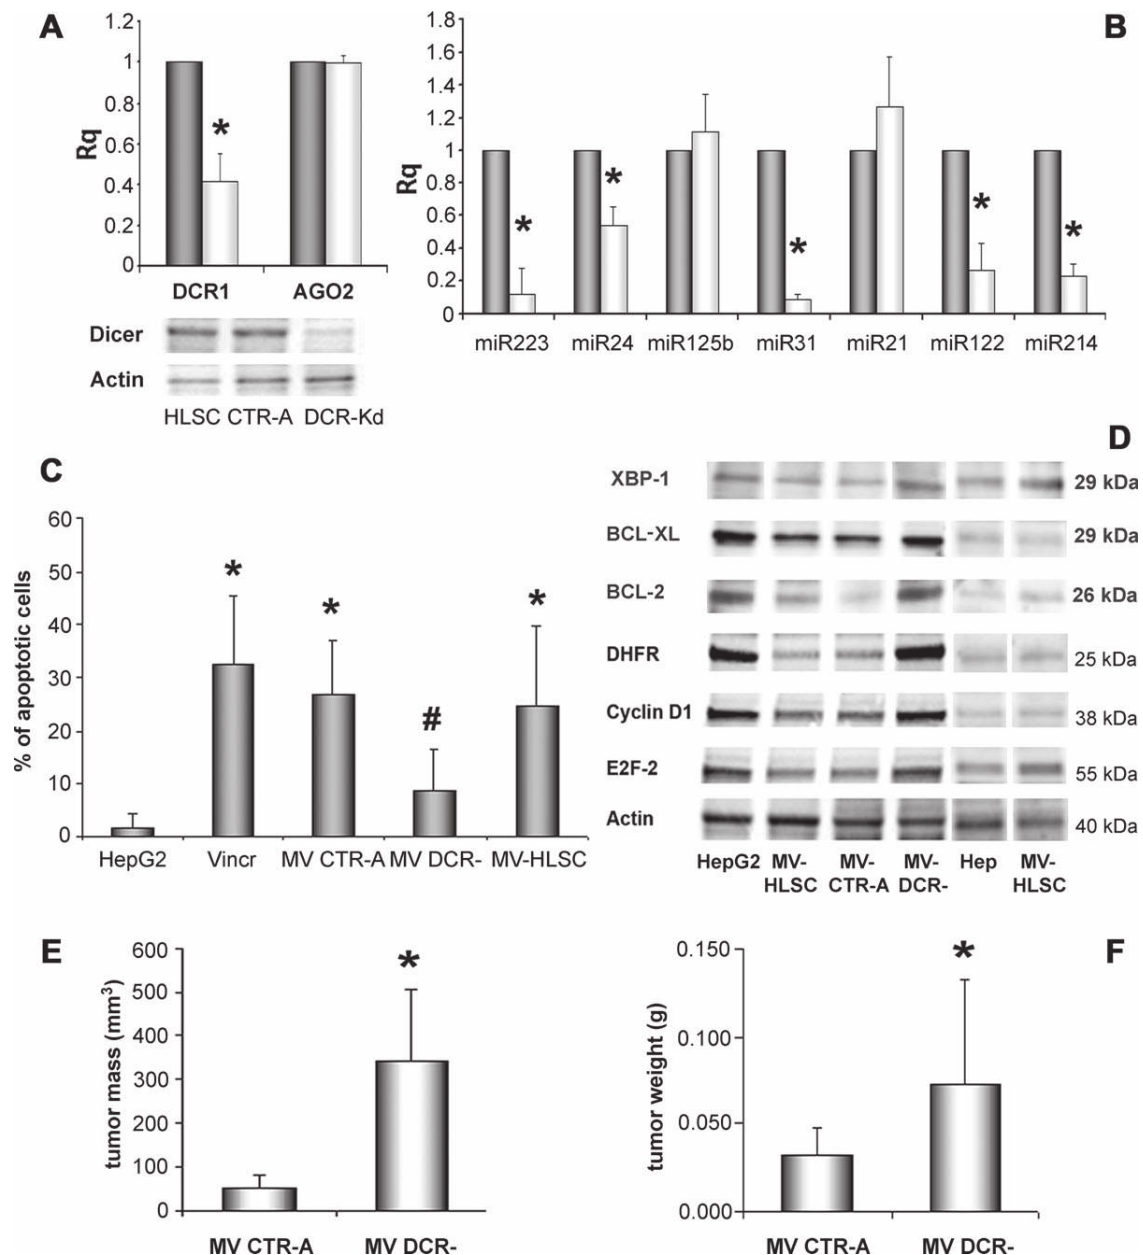 A
1.2
1
0.8
0.6
0.4
0.2
0
Rq
*
DCR1 AGO2
Dicer
Actin
HLSC CTR-A DCR-Kd
B
1.8
1.6
1.4
1.2
1.0
0.8
0.6
0.4
0.2
0
Rq
* * * * *
miR223 miR24 miR125b miR31 miR21 miR122 miR214
C
60
50
40
30
20
10
0
% of apoptotic cells
* * # *
HepG2 Vincr MV CTR-A MV DCR- MV-HLSC
D
XBP-1 29 kDa
BCL-XL 29 kDa
BCL-2 26 kDa
DHFR 25 kDa
Cyclin D1 38 kDa
E2F-2 55 kDa
Actin 40 kDa
HepG2 MV- MV- MV- Hep MV-
HLSC CTR-A DCR- HLSC
E
600
500
400
300
200
100
0
tumor mass (mm³)
*
MV CTR-A MV DCR-
F
0.150
0.100
0.050
0.000
tumor weight (g)
*
MV CTR-A MV DCR-